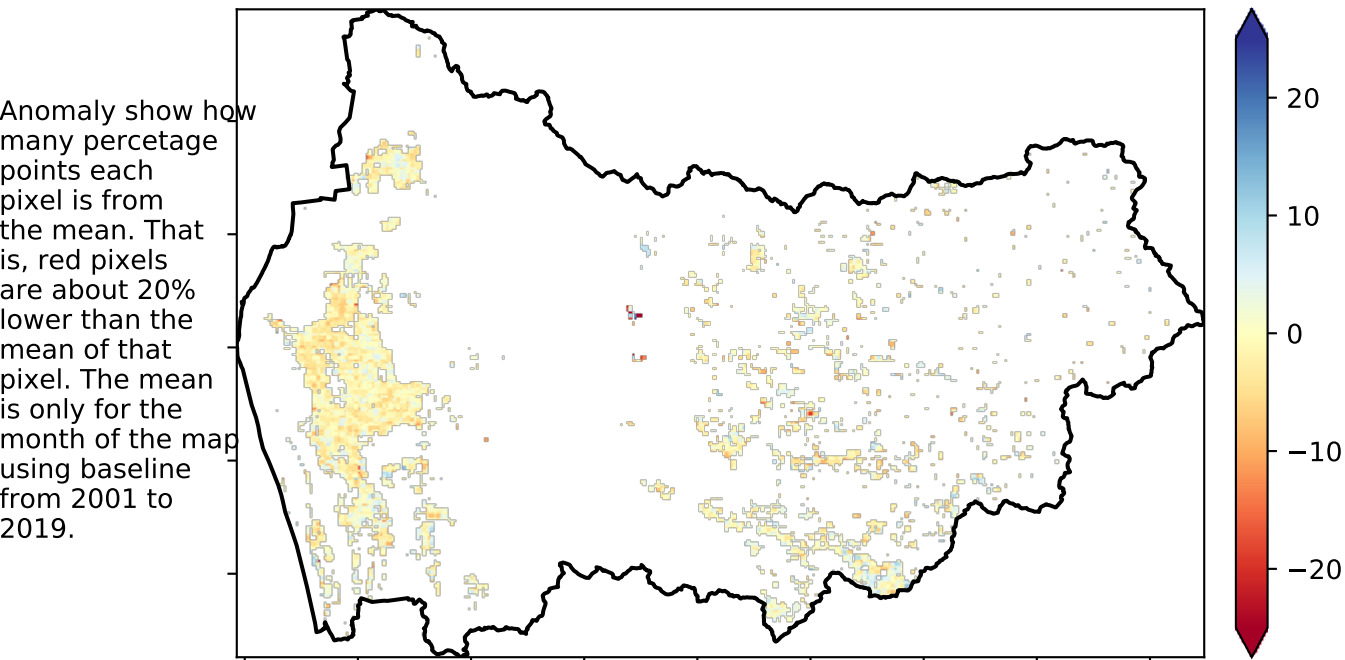 Anomaly show how
many percetage
points each
pixel is from
the mean. That
is, red pixels
are about 20%
lower than the
mean of that
pixel. The mean
is only for the
month of the map
using baseline
from 2001 to
2019.
20
10
0
−10
−20